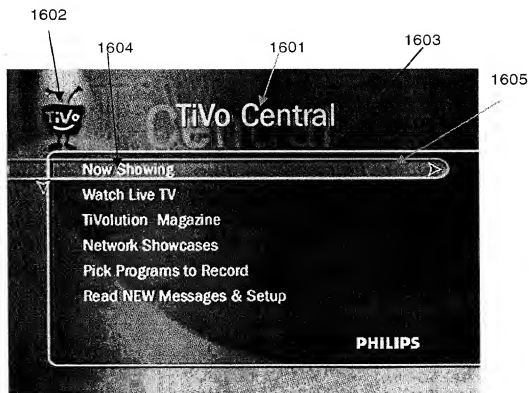 1602
1604
1601
1603
1605
TiVo
TiVo Central
Central
Now Showing
Watch Live TV
TiVolution Magazine
Network Showcases
Pick Programs to Record
Read NEW Messages & Setup
PHILIPS